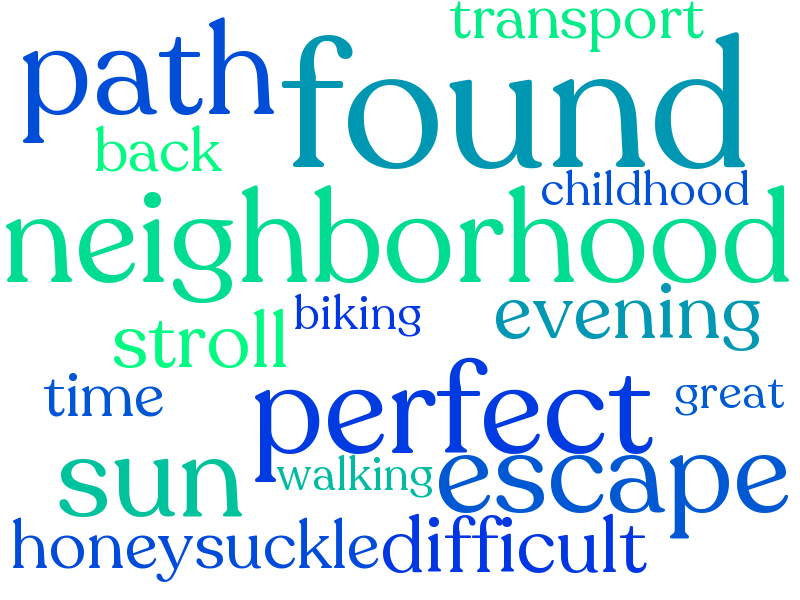 transport
path found
back
childhood
neighborhood
biking evening
stroll
time perfect great
sun walking escape
honeysuckle difficult